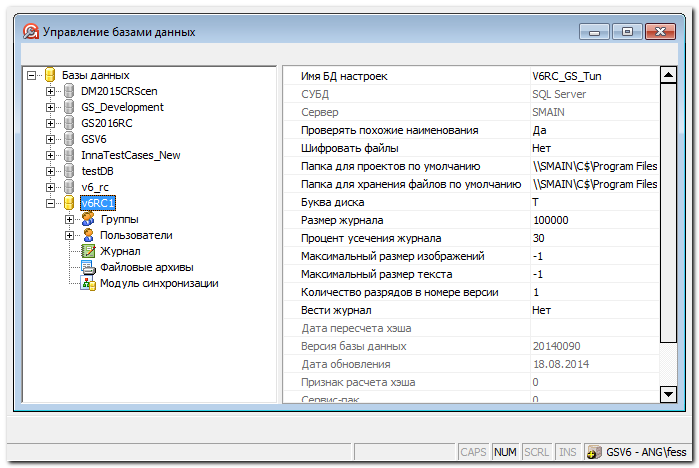 Управление базами данных
Базы данных
DM2015CRScen
GS_Development
GS2016RC
GSV6
InnaTestCases_New
testDB
v6_rc
v6RC1
Группы
Пользователи
Журнал
Файловые архивы
Модуль синхронизации
Имя БД настроек V6RC_GS_Tun
СУБД SQL Server
Сервер SMAIN
Проверять похожие наименования Да
Шифровать файлы Нет
Папка для проектов по умолчанию \\SMAIN\C$\Program Files
Папка для хранения файлов по умолчанию \\SMAIN\C$\Program Files
Буква диска T
Размер журнала 100000
Процент усечения журнала 30
Максимальный размер изображений -1
Максимальный размер текста -1
Количество разрядов в номере версии 1
Вести журнал Нет
Дата пересчета хэша
Версия базы данных 20140090
Дата обновления 18.08.2014
Признак расчета хэша 0
Сервис-пак 0
CAPS NUM SCRL INS GSV6 - ANG\fess